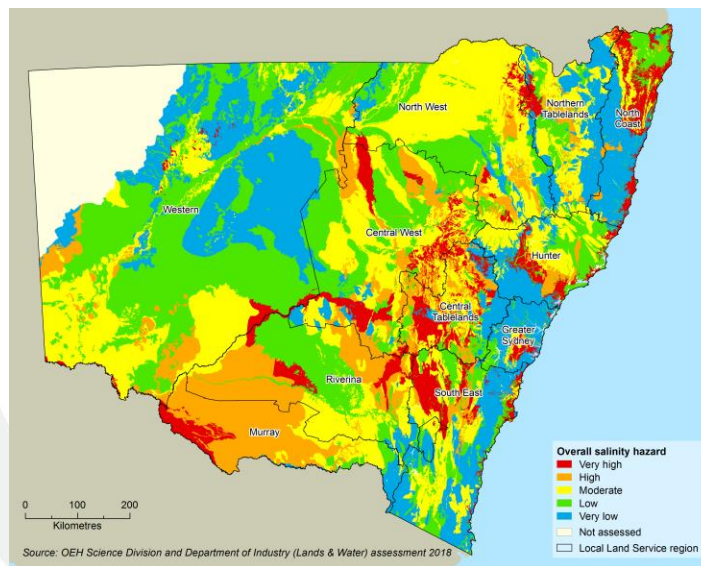 North West
Northern
Tablelands
North
Coast
Western
Central West
Hunter
Central
Tablelands
Greater
Sydney
Riverina
South East
Murray
Overall salinity hazard
Very high
High
Moderate
Low
Very low
Not assessed
Local Land Service region
0 100 200
Kilometres
Source: OEH Science Division and Department of Industry (Lands & Water) assessment 2018